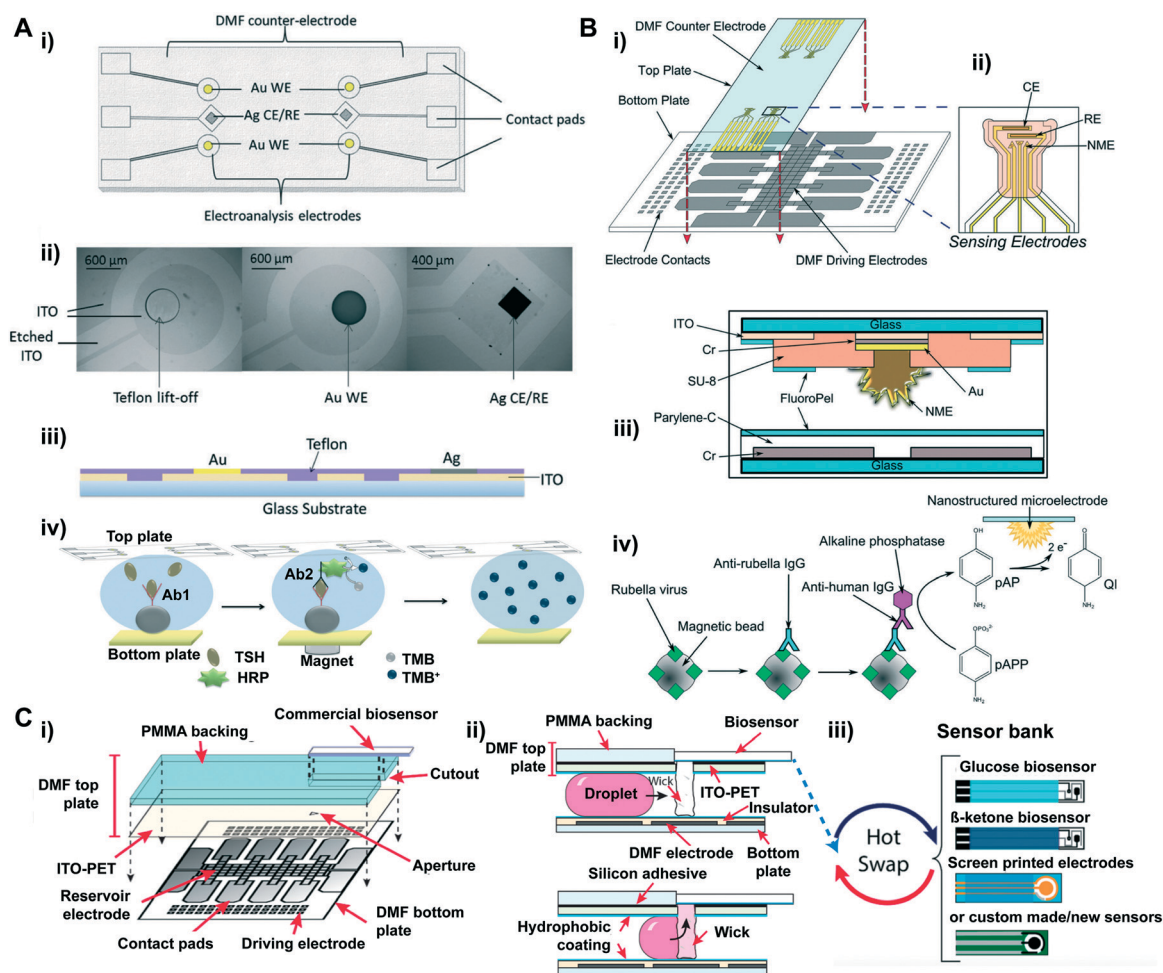 A
i)
DMF counter-electrode
Au WE
Ag CE/RE
Au WE
Contact pads
Electroanalysis electrodes
ii)
600 µm
600 µm
400 µm
ITO
Etched
ITO
Teflon lift-off
Au WE
Ag CE/RE
iii)
Teflon
Au
Ag
ITO
Glass Substrate
iv)
Top plate
Ab1
Ab2
Bottom plate
Magnet
TSH
HRP
TMB
TMB⁺
B
i)
DMF Counter Electrode
Top Plate
Bottom Plate
Electrode Contacts
DMF Driving Electrodes
ii)
CE
RE
NME
Sensing Electrodes
iii)
Glass
ITO
Cr
SU-8
Au
FluoroPel
NME
Parylene-C
Cr
Glass
iv)
Nanostructured microelectrode
Alkaline phosphatase
Anti-rubella IgG
Anti-human IgG
Rubella virus
Magnetic bead
OH
pAP
NH₂
2 e⁻
O
QI
NH₂
OPO₃²⁻
pAPP
NH₂
C
i)
Commercial biosensor
PMMA backing
DMF top
plate
Cutout
ITO-PET
Aperture
Reservoir
electrode
Contact pads
Driving electrode
DMF bottom
plate
ii)
PMMA backing
Biosensor
DMF top
plate
Droplet
Wick
ITO-PET
Insulator
DMF electrode
Bottom
plate
Silicon adhesive
Hydrophobic
coating
Wick
iii)
Sensor bank
Hot
Swap
Glucose biosensor
ß-ketone biosensor
Screen printed electrodes
or custom made/new sensors